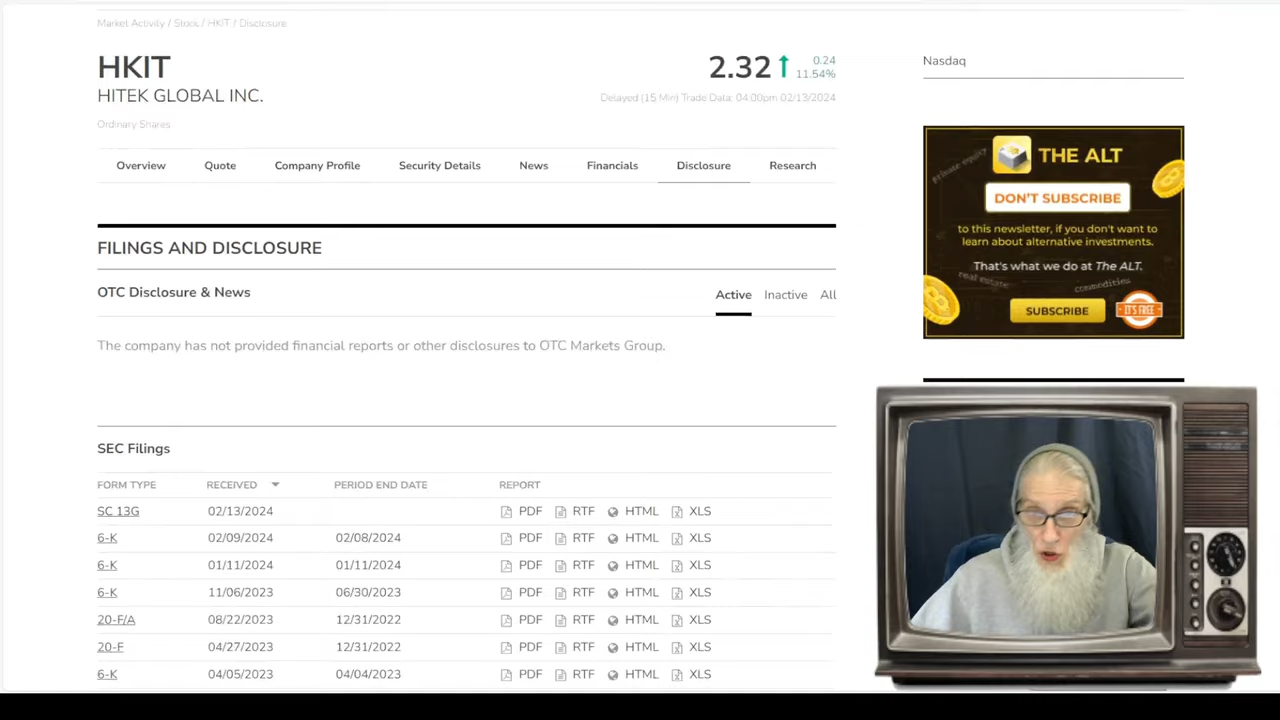 Market Activity / Stock / HKIT / Disclosure
HKIT
HITEK GLOBAL INC.
Ordinary Shares
2.32 0.24
11.54%
Delayed (15 Min) Trade Data: 04:00pm 02/13/2024
Overview Quote Company Profile Security Details News Financials Disclosure Research
FILINGS AND DISCLOSURE
OTC Disclosure & News Active Inactive All
The company has not provided financial reports or other disclosures to OTC Markets Group.
SEC Filings
FORM TYPE RECEIVED PERIOD END DATE REPORT
SC 13G 02/13/2024 PDF RTF HTML XLS
6-K 02/09/2024 02/08/2024 PDF RTF HTML XLS
6-K 01/11/2024 01/11/2024 PDF RTF HTML XLS
6-K 11/06/2023 06/30/2023 PDF RTF HTML XLS
20-F/A 08/22/2023 12/31/2022 PDF RTF HTML XLS
20-F 04/27/2023 12/31/2022 PDF RTF HTML XLS
6-K 04/05/2023 04/04/2023 PDF RTF HTML XLS
Nasdaq
Private equity
THE ALT
DON'T SUBSCRIBE
to this newsletter, if you don't want to
learn about alternative investments.
That's what we do at The ALT.
real estate
commodities
SUBSCRIBE
IT'S FREE